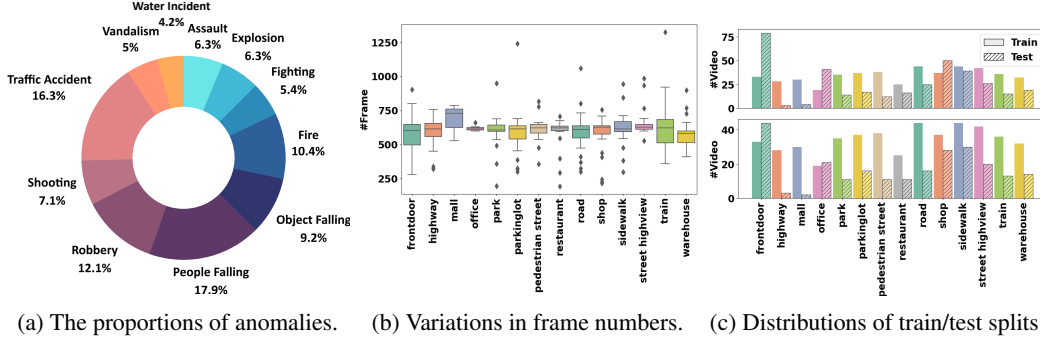 Water Incident
4.2%
Vandalism
5%
Assault
6.3%
Explosion
6.3%
Fighting
5.4%
Traffic Accident
16.3%
Fire
10.4%
Shooting
7.1%
Object Falling
9.2%
Robbery
12.1%
People Falling
17.9%
(a) The proportions of anomalies.
#Frame
1250
1000
750
500
250
frontdoor
highway
mall
office
park
parkinglot
pedestrian street
restaurant
road
shop
sidewalk
street highview
train
warehouse
(b) Variations in frame numbers.
#Video
75
50
25
0
Train
Test
#Video
40
20
0
frontdoor
highway
mall
office
park
parkinglot
pedestrian street
restaurant
road
shop
sidewalk
street highview
train
warehouse
(c) Distributions of train/test splits